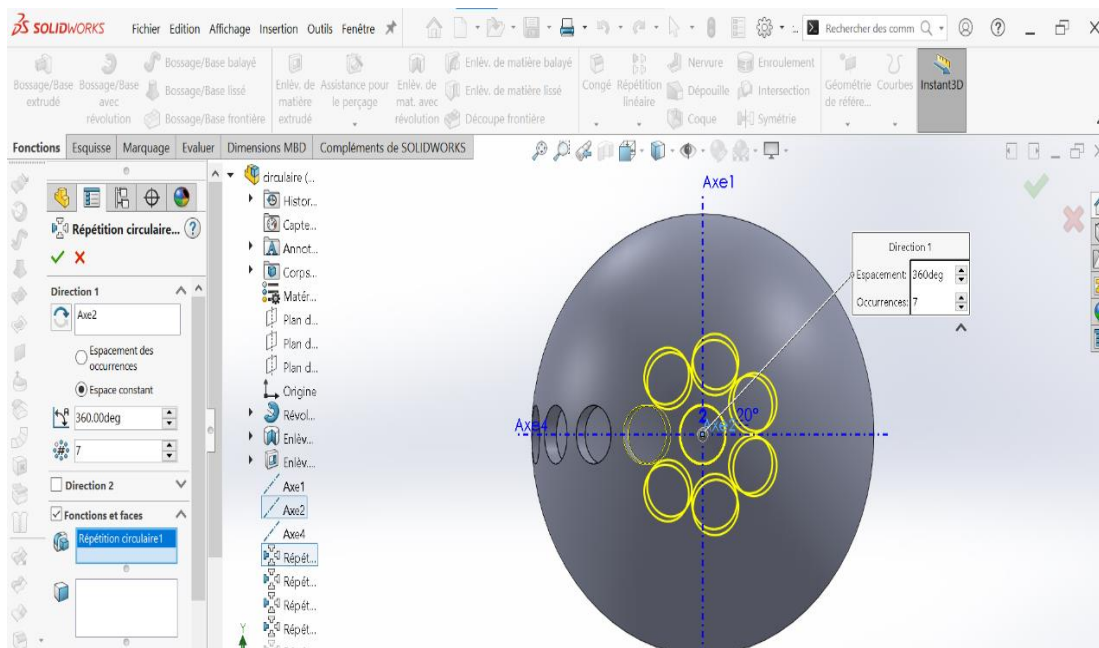 SOLIDWORKS Fichier Edition Affichage Insertion Outils Fenêtre Rechercher des comm
Bossage/Base extrudé
Bossage/Base avec révolution
Bossage/Base balayé
Bossage/Base lissé
Bossage/Base frontière
Enlèv. de matière extrudé
Assistance pour le perçage
Enlèv. de mat. avec révolution
Enlèv. de matière balayé
Enlèv. de matière lissé
Découpe frontière
Congé
Répétition linéaire
Nervure
Dépouille
Coque
Enroulement
Intersection
Symétrie
Géométrie de référe...
Courbes
Instant3D
Fonctions Esquisse Marquage Evaluer Dimensions MBD Compléments de SOLIDWORKS
Répétition circulaire...
Direction 1
Axe2
Espacement des occurrences
Espace constant
360.00deg
7
Direction 2
Fonctions et faces
Répétition circulaire1
circulaire (...
Histor...
Capte...
Annot...
Corps...
Matér...
Plan d...
Plan d...
Plan d...
Origine
Révol...
Enlèv...
Enlèv....
Axe1
Axe2
Axe4
Répét...
Répét...
Répét...
Répét...
Y
Axe1
Axe4
20°
Axe2
Direction 1
Espacement: 360deg
Occurrences: 7